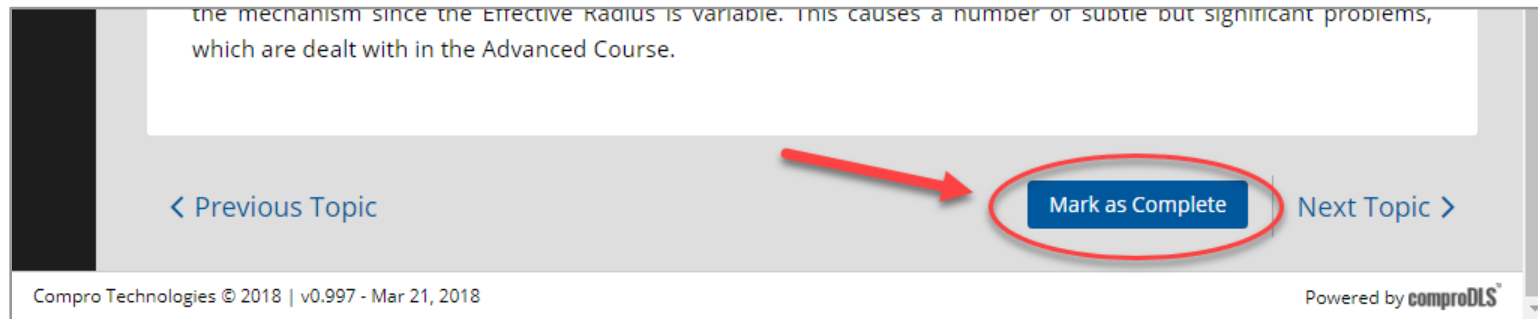 the mechanism since the Effective Radius is variable. This causes a number of subtle but significant problems,
which are dealt with in the Advanced Course.
< Previous Topic
Mark as Complete
Next Topic >
Compro Technologies © 2018 | v0.997 - Mar 21, 2018
Powered by comproDLS™